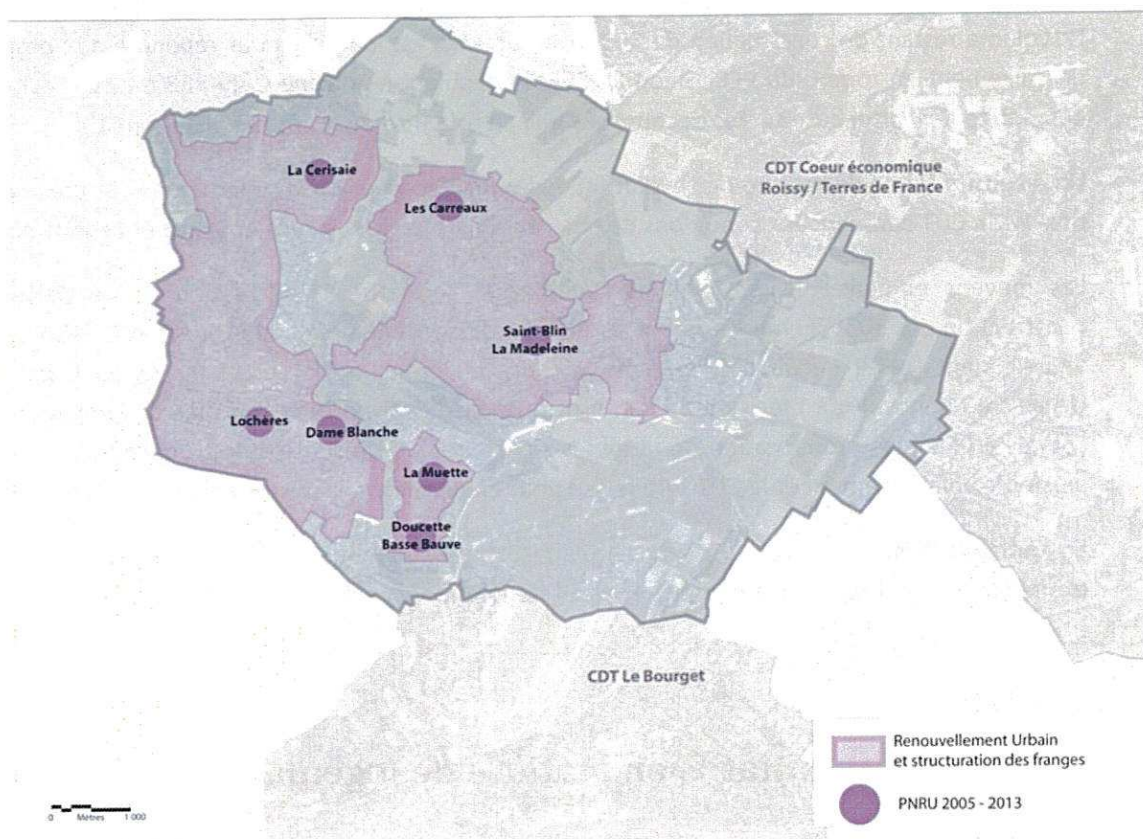 La Cerisaie
CDT Coeur économique
Roissy / Terres de France
Les Carreaux
Saint-Blin
La Madeleine
Lochères
Dame Blanche
La Muette
Doucette
Basse Bauve
CDT Le Bourget
Renouvellement Urbain
et structuration des franges
PNRU 2005 - 2013
0 Metres 1 000